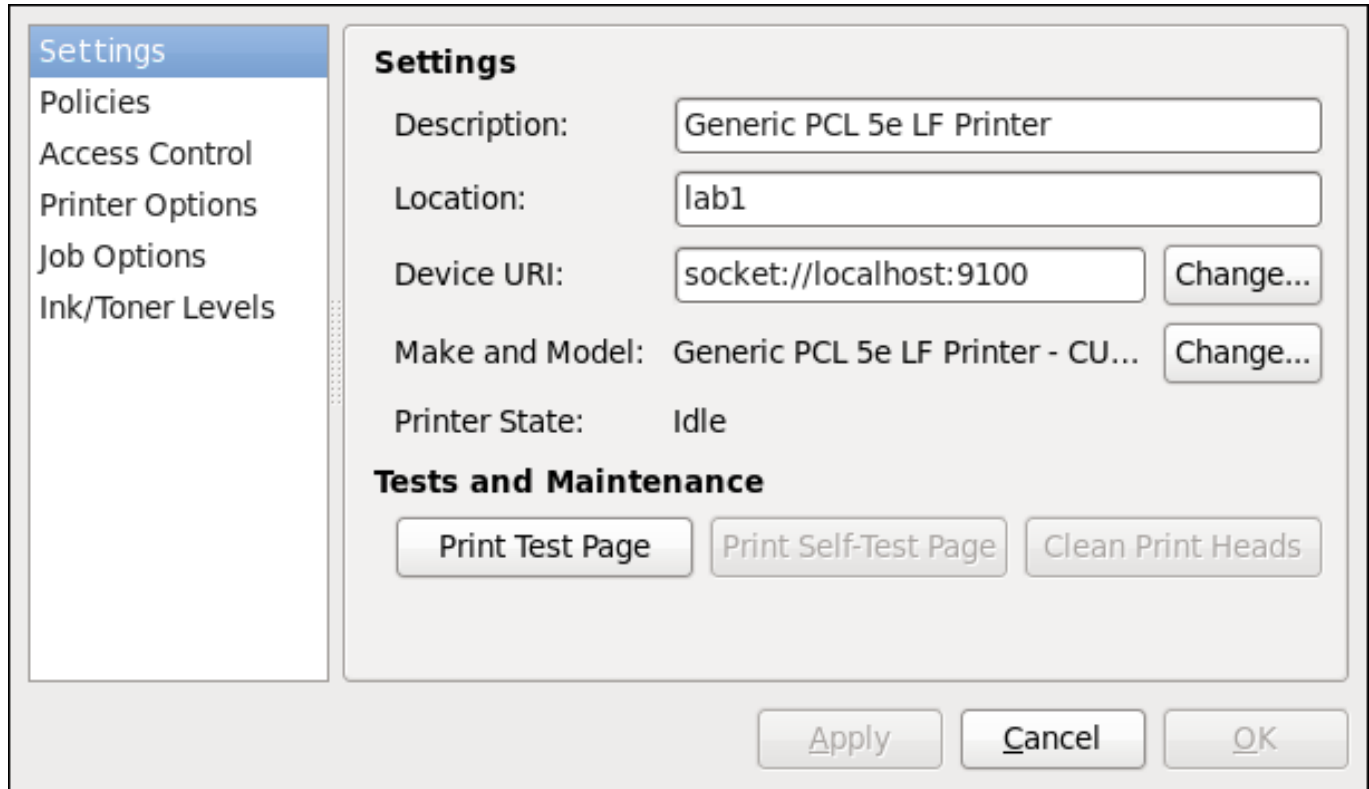 Settings
Policies
Access Control
Printer Options
Job Options
Ink/Toner Levels
Settings
Description: Generic PCL 5e LF Printer
Location: lab1
Device URI: socket://localhost:9100 Change...
Make and Model: Generic PCL 5e LF Printer - CU... Change...
Printer State: Idle
Tests and Maintenance
Print Test Page Print Self-Test Page Clean Print Heads
Apply Cancel OK